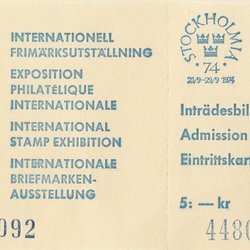 INTERNATIONELL
FRIMÄRKSUTSTÄLLNING
EXPOSITION
PHILATÉLIQUE
INTERNATIONALE
INTERNATIONAL
STAMP EXHIBITION
INTERNATIONALE
BRIEFMARKEN-
AUSSTELLUNG
092
STOCKHOLMIA
74
21/9-29/9 1974
Inträdesbil
Admission
Eintrittskar
5: — kr
4480